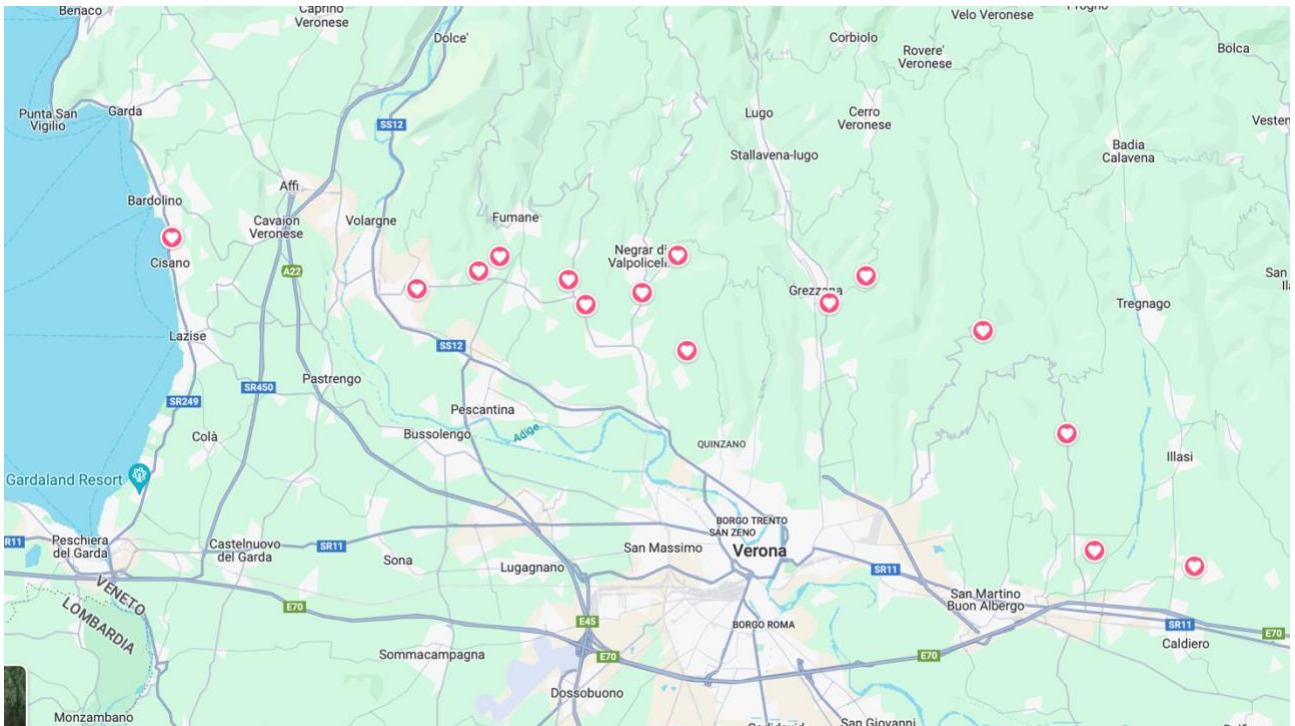 Benaco
Caprino
Veronese
Dolce'
Velo Veronese
Progno
Corbiolo
Rovere'
Veronese
Bolca
Punta San
Vigilio
Garda
SS12
Lugo
Cerro
Veronese
Stallavena-lugo
Badia
Calavena
Affi
Bardolino
Cavaion
Veronese
Volargne
Fumane
Cisano
A22
Negrar di
Grezzana
Tregnago
San
Lazise
SS12
SR450
Pastrengo
SR249
Pescantina
Colà
Bussolengo
Adige
QUINZANO
Illasi
Gardaland Resort
BORGO TRENTO
SAN ZENO
Verona
R11
Peschiera
del Garda
Castelnuovo
del Garda
SR11
Sona
San Massimo
Lugagnano
SR11
VENETO
LOMBARDIA
E70
San Martino
Buon Albergo
E45
BORGO ROMA
SR11
E70
Caldiero
Sommacampagna
E70
E70
Dossobuono
Monzambano
San Giovanni